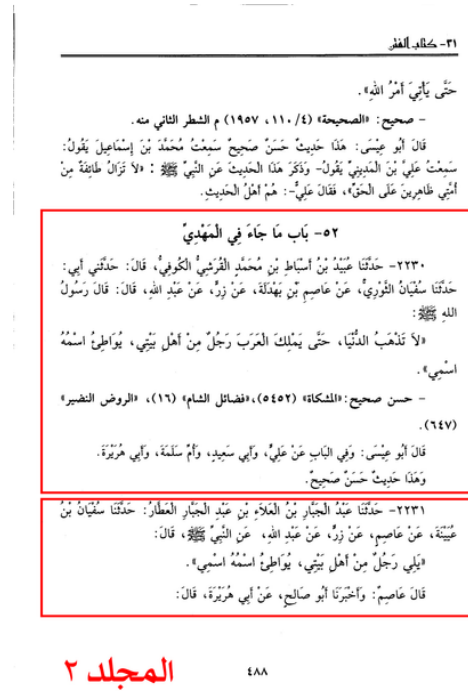 ٣١- كتاب الفتن
حَتَّى يَأْتِيَ أَمْرُ اللهِ».
- صحيح: «الصحيحة» (٤/ ١١٠، ١٩٥٧) م الشطر الثاني منه.
قَالَ أَبُو عِيْسَى: هَذَا حَدِيثٌ حَسَنٌ صَحِيحٌ سَمِعْتُ مُحَمَّدَ بْنَ إِسْمَاعِيلَ يَقُولُ:
سَمِعْتُ عَلِيَّ بْنَ الْمَدِينِيِّ يَقُولُ- وَذَكَرَ هَذَا الْحَدِيثَ عَنِ النَّبِيِّ ﷺ : «لاَ تَزَالُ طَائِفَةٌ مِنْ
أُمَّتِي ظَاهِرِينَ عَلَى الْحَقِّ»، فَقَالَ عَلِيٌّ-: هُمْ أَهْلُ الْحَدِيثِ.
٥٢- بَاب مَا جَاءَ فِي الْمَهْدِيِّ
٢٢٣٠- حَدَّثَنَا عُبَيْدُ بْنُ أَسْبَاطِ بْنِ مُحَمَّدٍ الْقُرَشِيُّ الْكُوفِيُّ، قَالَ: حَدَّثَنِي أَبِي:
حَدَّثَنَا سُفْيَانُ الثَّوْرِيُّ، عَنْ عَاصِمِ بْنِ بَهْدَلَةَ، عَنْ زِرٍّ، عَنْ عَبْدِ اللهِ، قَالَ: قَالَ رَسُولُ
اللهِ ﷺ:
«لاَ تَذْهَبُ الدُّنْيَا، حَتَّى يَمْلِكَ الْعَرَبَ رَجُلٌ مِنْ أَهْلِ بَيْتِي، يُوَاطِئُ اسْمُهُ
اسْمِي».
- حسن صحيح: «المشكاة» (٥٤٥٢)، «فضائل الشام» (١٦)، «الروض النضير»
(٦٤٧).
قَالَ أَبُو عِيْسَى: وَفِي الْبَابِ عَنْ عَلِيٍّ، وَأَبِي سَعِيدٍ، وَأُمِّ سَلَمَةَ، وَأَبِي هُرَيْرَةَ.
وَهَذَا حَدِيثٌ حَسَنٌ صَحِيحٌ.
٢٢٣١- حَدَّثَنَا عَبْدُ الْجَبَّارِ بْنُ الْعَلاَءِ بْنِ عَبْدِ الْجَبَّارِ الْعَطَّارُ: حَدَّثَنَا سُفْيَانُ بْنُ
عُيَيْنَةَ، عَنْ عَاصِمٍ، عَنْ زِرٍّ، عَنْ عَبْدِ اللهِ، عَنِ النَّبِيِّ ﷺ، قَالَ:
«يَلِي رَجُلٌ مِنْ أَهْلِ بَيْتِي، يُوَاطِئُ اسْمُهُ اسْمِي».
قَالَ عَاصِمٌ: وَأَخْبَرَنَا أَبُو صَالِحٍ، عَنْ أَبِي هُرَيْرَةَ، قَالَ:
٤٨٨
المجلد ٢